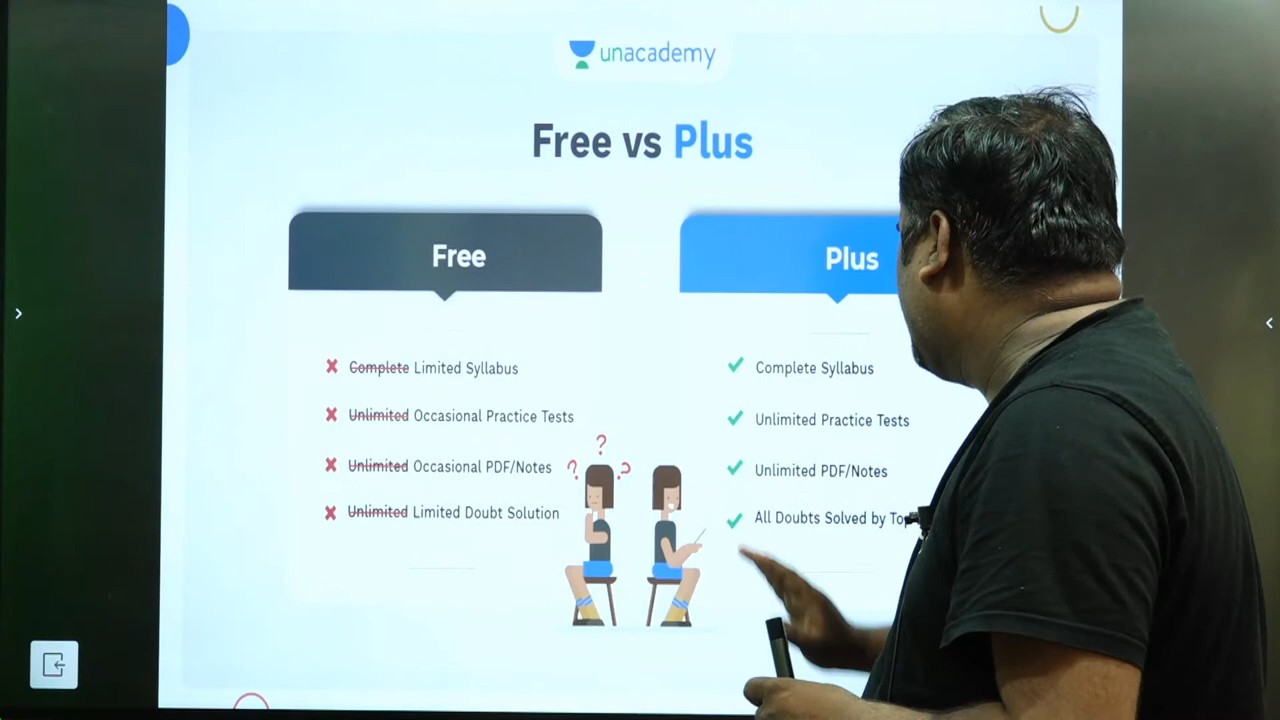 unacademy
Free vs Plus
Free
Complete Limited Syllabus
Unlimited Occasional Practice Tests
Unlimited Occasional PDF/Notes
Unlimited Limited Doubt Solution
? ? ?
Plus
Complete Syllabus
Unlimited Practice Tests
Unlimited PDF/Notes
All Doubts Solved by